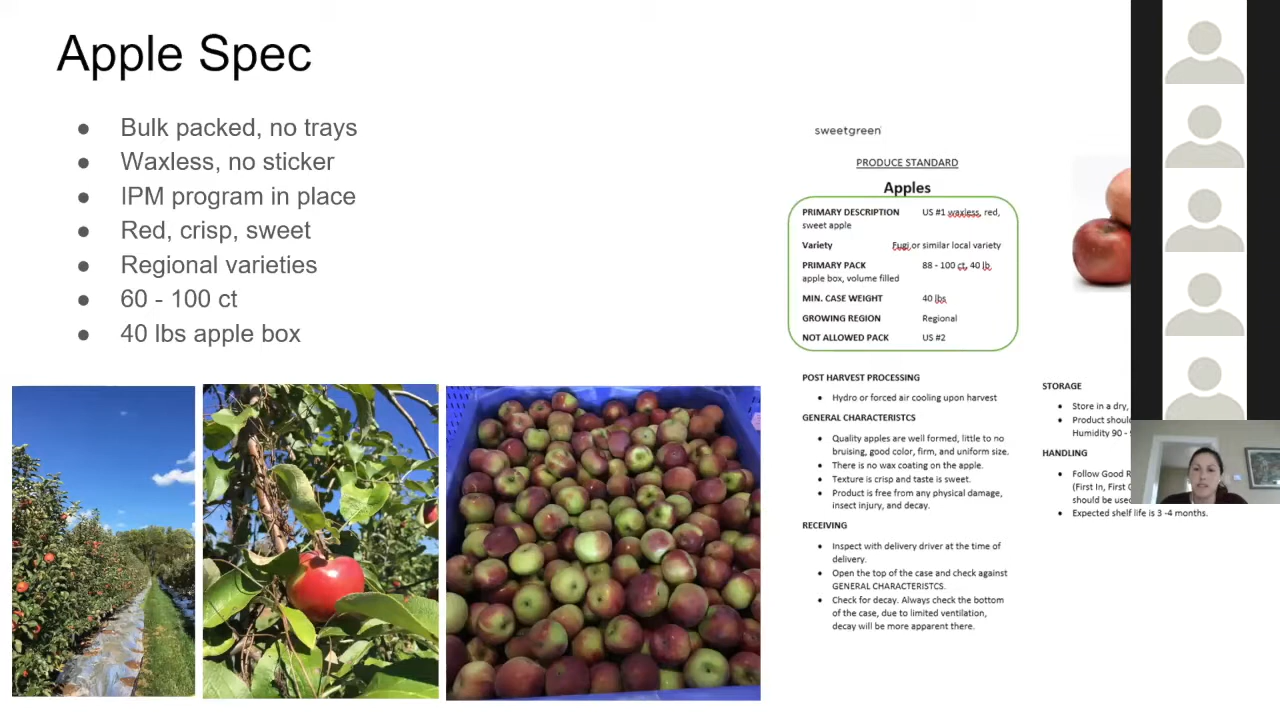 Apple Spec
● Bulk packed, no trays
● Waxless, no sticker
● IPM program in place
● Red, crisp, sweet
● Regional varieties
● 60 - 100 ct
● 40 lbs apple box
sweetgreen
PRODUCE STANDARD
Apples
PRIMARY DESCRIPTION US #1 waxless, red,
sweet apple
Variety Fugi or similar local variety
PRIMARY PACK 88 - 100 ct, 40 lb,
apple box, volume filled
MIN. CASE WEIGHT 40 lbs
GROWING REGION Regional
NOT ALLOWED PACK US #2
POST HARVEST PROCESSING
• Hydro or forced air cooling upon harvest
GENERAL CHARACTERISTCS
• Quality apples are well formed, little to no
bruising, good color, firm, and uniform size.
• There is no wax coating on the apple.
• Texture is crisp and taste is sweet.
• Product is free from any physical damage,
insect injury, and decay.
RECEIVING
• Inspect with delivery driver at the time of
delivery.
• Open the top of the case and check against
GENERAL CHARACTERISTCS.
• Check for decay. Always check the bottom
of the case, due to limited ventilation,
decay will be more apparent there.
STORAGE
• Store in a dry,
• Product should
Humidity 90 -
HANDLING
• Follow Good
(First In, First
should be
• Expected shelf life is 3 -4 months.